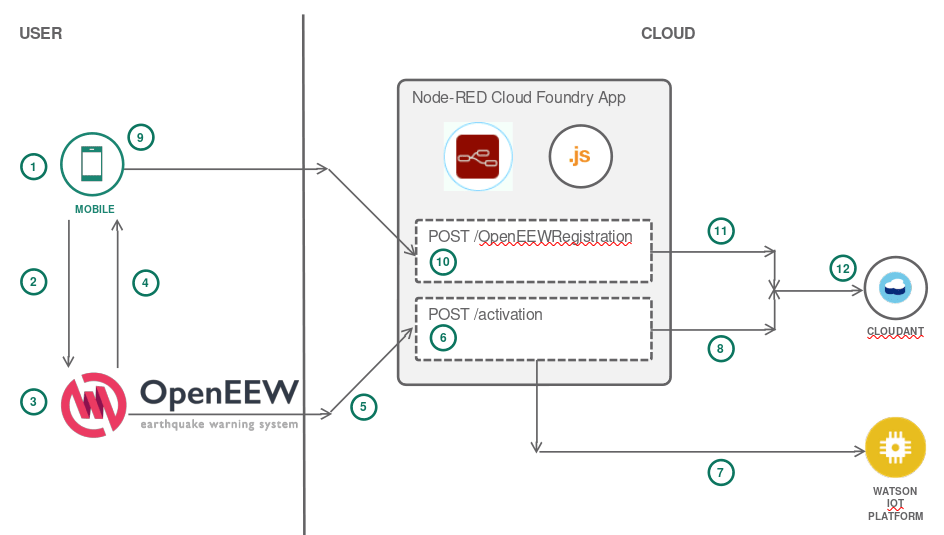 USER
CLOUD
Node-RED Cloud Foundry App
.js
9
1
MOBILE
POST /OpenEEWRegistration
10
11
12
2
4
CLOUDANT
POST /activation
6
8
3
OpenEEW
earthquake warning system
5
7
WATSON
IOT
PLATFORM